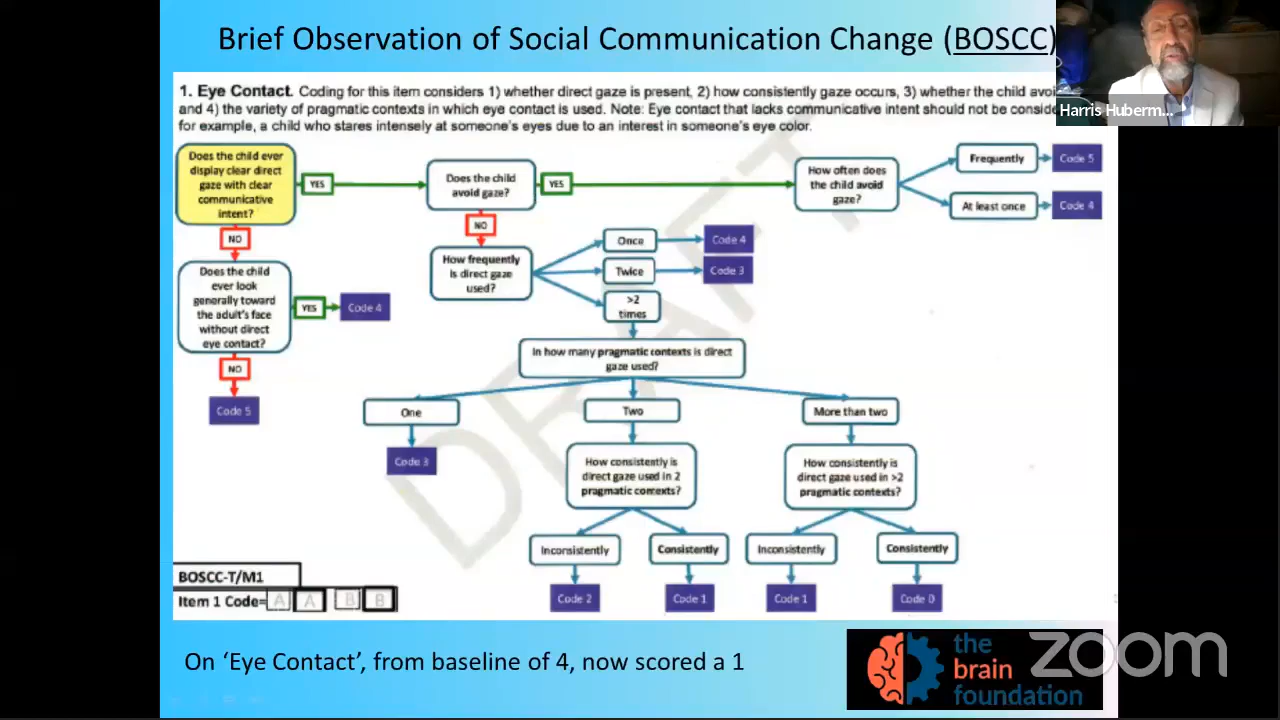 Brief Observation of Social Communication Change (BOSCC)
1. Eye Contact. Coding for this item considers 1) whether direct gaze is present, 2) how consistently gaze occurs, 3) whether the child
and 4) the variety of pragmatic contexts in which eye contact is used. Note: Eye contact that lacks communicative intent should not be
for example, a child who stares intensely at someone's eyes due to an interest in someone's eye color.
Harris Huberm...
Does the child ever
display clear direct
gaze with clear
communicative
intent?
YES
Does the child
avoid gaze?
YES
How often does
the child avoid
gaze?
Frequently
Code 5
At least once
Code 4
NO
NO
Does the child
ever look
generally toward
the adult's face
without direct
eye contact?
YES
Code 4
NO
Code 5
How frequently
is direct gaze
used?
Once
Code 4
Twice
Code 3
>2
times
In how many pragmatic contexts is direct
gaze used?
One
Two
More than two
Code 3
How consistently is
direct gaze used in 2
pragmatic contexts?
How consistently is
direct gaze used in >2
pragmatic contexts?
Inconsistently
Consistently
Inconsistently
Consistently
Code 2
Code 1
Code 1
Code 0
DRAFT
BOSCC-T/M1
Item 1 Code= A A B B
On 'Eye Contact', from baseline of 4, now scored a 1
the
brain
foundation
zoom